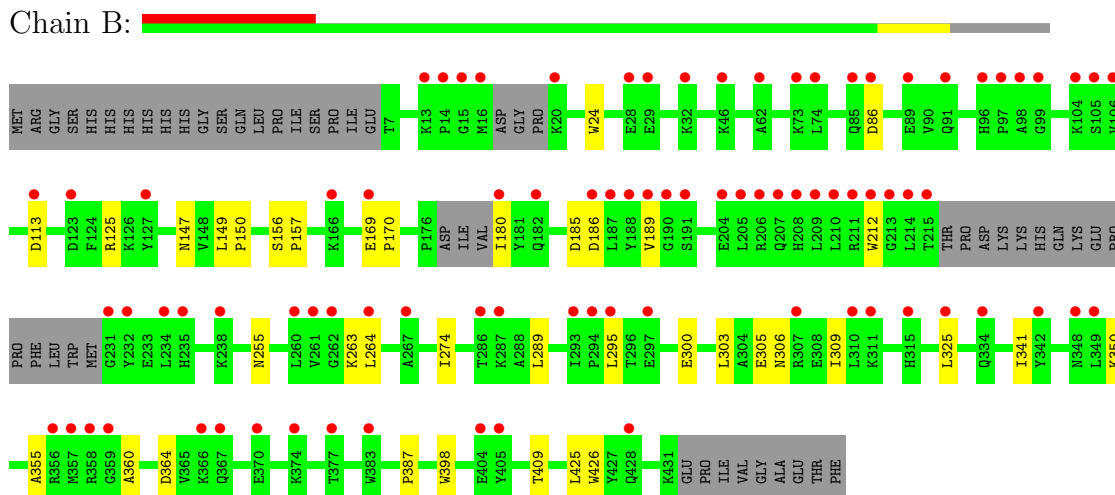 Chain B:
MET ARG GLY SER HIS HIS HIS HIS HIS HIS GLY SER GLN LEU PRO ILE SER PRO ILE GLU T7 K13 P14 G15 M16 ASP GLY PRO K20 W24 E28 E29 K32 K46 A62 K73 L74 Q85 D86 E89 V90 Q91 H96 P97 A98 G99 K104 S105 V106
D113 D123 F124 R125 K126 Y127 N147 V148 L149 P150 S156 P157 K166 E169 P170 P176 ASP ILE VAL I180 Y181 Q182 D185 D186 L187 Y188 V189 G190 S191 E204 L205 R206 Q207 H208 L209 L210 R211 W212 G213 L214 T215 THR PRO ASP LYS LYS HIS GLN LYS GLU PRO
PRO PHE LEU TRP MET G231 Y232 E233 L234 H235 K238 N255 L260 V261 G262 K263 L264 A267 I274 T286 K287 A288 L289 I293 P294 L295 T296 E297 E300 L303 A304 E305 N306 R307 E308 I309 L310 K311 H315 L325 Q334 I341 Y342 N348 L349 K350
A355 R356 M357 R358 G359 A360 D364 V365 K366 Q367 E370 K374 T377 W383 P387 W398 E404 Y405 T409 L425 W426 Y427 Q428 K431 GLU PRO ILE VAL GLY ALA GLU THR PHE